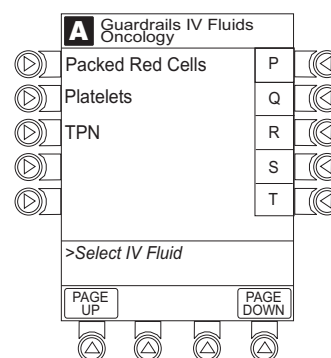 A Guardrails IV Fluids
Oncology
Packed Red Cells P
Platelets Q
TPN R
S
T
>Select IV Fluid
PAGE UP PAGE DOWN